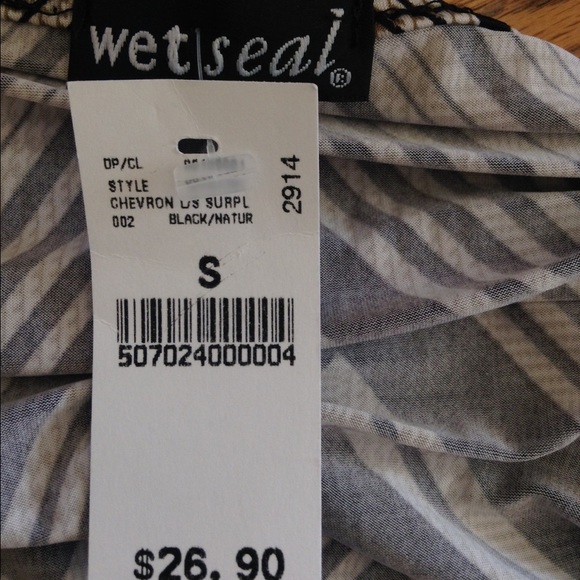 wet seal®
DP/CL
2914
STYLE
CHEVRON L/S SURPL
002 BLACK/NATUR
S
507024000004
$26.90